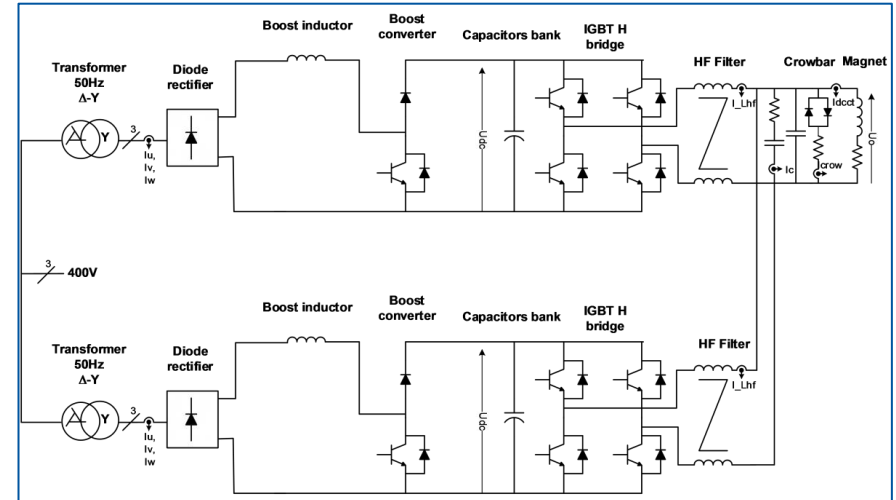 Boost inductor
Boost
converter
Capacitors bank
IGBT H
bridge
HF Filter
Crowbar
Magnet
Transformer
50Hz
Δ-Y
Diode
rectifier
Y
3
Iu,
Iv,
Iw
Udc
I_Lhf
Idcct
Ic
Icrow
Uo
3
400V
Boost inductor
Boost
converter
Capacitors bank
IGBT H
bridge
HF Filter
Transformer
50Hz
Δ-Y
Diode
rectifier
Y
3
Iu,
Iv,
Iw
Udc
I_Lhf